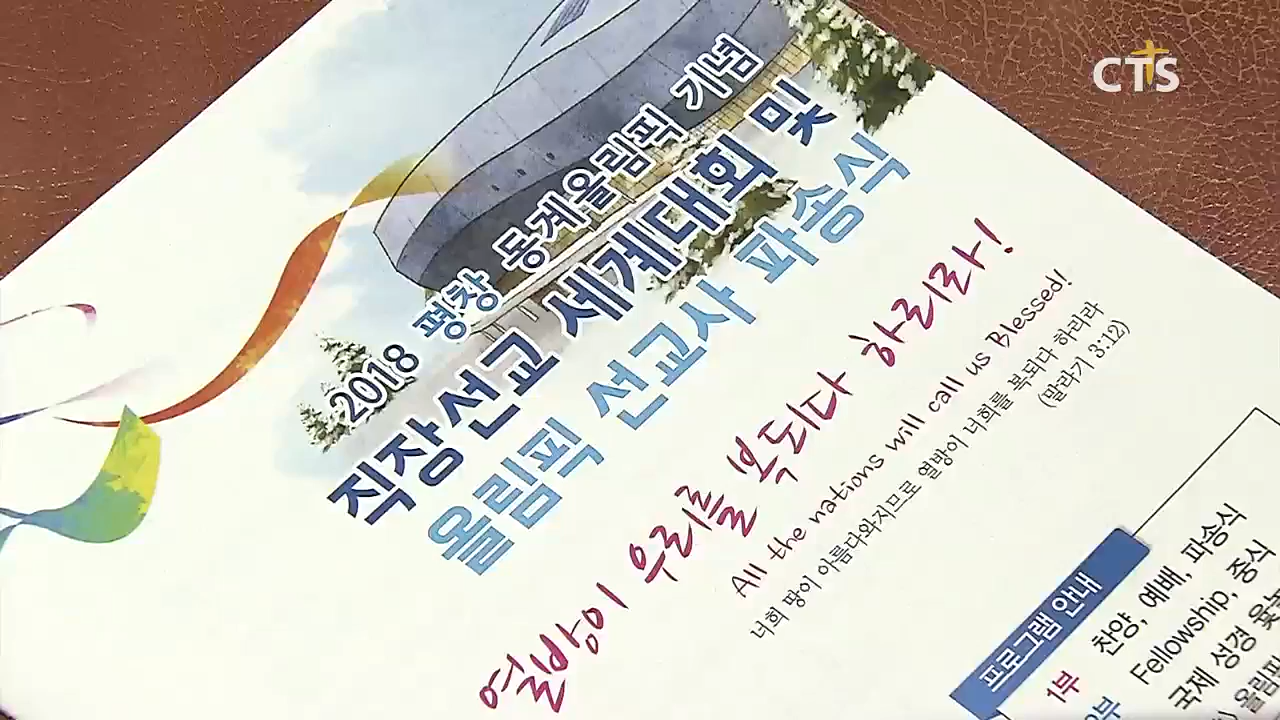 CTS
2018 평창 동계올림픽 기념
직장선교 세계대회 및
올림픽 선교사 파송식
열방이 우리를 복되다 하리라!
All the nations will call us Blessed!
너희 땅이 아름다와지므로 열방이 너희를 복되다 하리라
(말라기 3:12)
프로그램 안내
1부 찬양, 예배, 파송식
Fellowship, 중식
국제 성경
올림픽